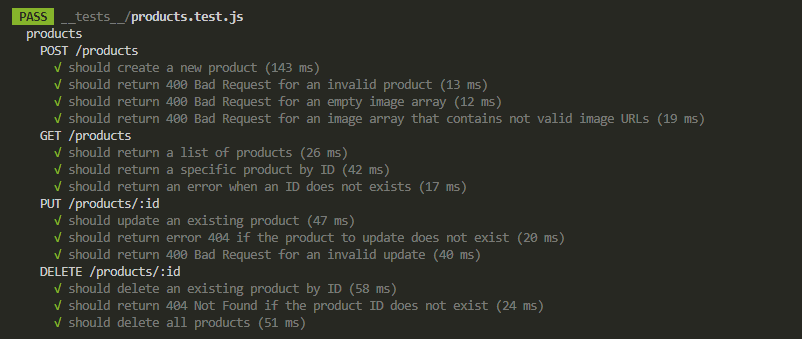 PASS __tests__/products.test.js
products
POST /products
√ should create a new product (143 ms)
√ should return 400 Bad Request for an invalid product (13 ms)
√ should return 400 Bad Request for an empty image array (12 ms)
√ should return 400 Bad Request for an image array that contains not valid image URLs (19 ms)
GET /products
√ should return a list of products (26 ms)
√ should return a specific product by ID (42 ms)
√ should return an error when an ID does not exists (17 ms)
PUT /products/:id
√ should update an existing product (47 ms)
√ should return error 404 if the product to update does not exist (20 ms)
√ should return 400 Bad Request for an invalid update (40 ms)
DELETE /products/:id
√ should delete an existing product by ID (58 ms)
√ should return 404 Not Found if the product ID does not exist (24 ms)
√ should delete all products (51 ms)